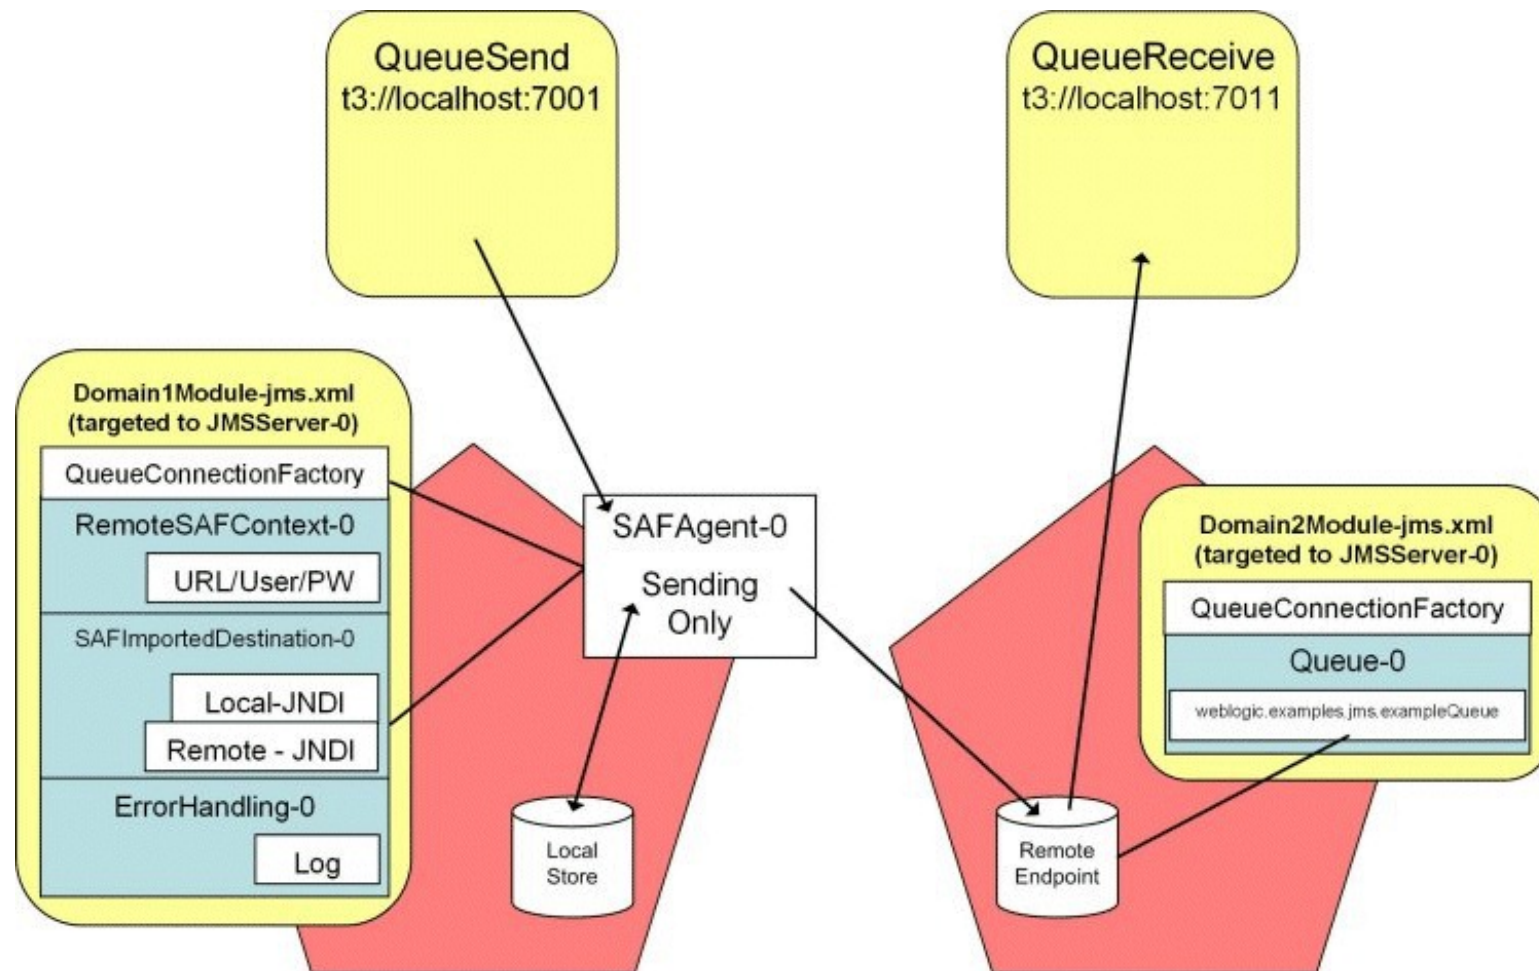 QueueSend
t3://localhost:7001
QueueReceive
t3://localhost:7011
Domain1Module-jms.xml
(targeted to JMSServer-0)
QueueConnectionFactory
RemoteSAFContext-0
URL/User/PW
SAFImportedDestination-0
Local-JNDI
Remote - JNDI
ErrorHandling-0
Log
SAFAgent-0
Sending
Only
Local
Store
Remote
Endpoint
Domain2Module-jms.xml
(targeted to JMSServer-0)
QueueConnectionFactory
Queue-0
weblogic.examples.jms.exampleQueue